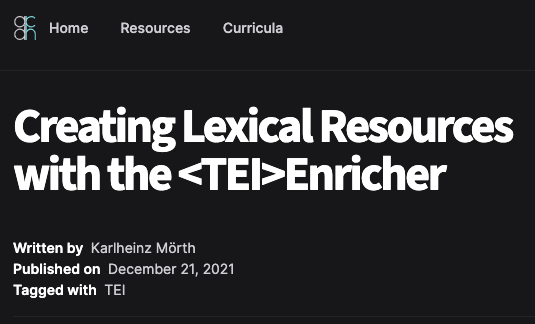 Home Resources Curricula
Creating Lexical Resources
with the <TEI>Enricher
Written by Karlheinz Mörth
Published on December 21, 2021
Tagged with TEI